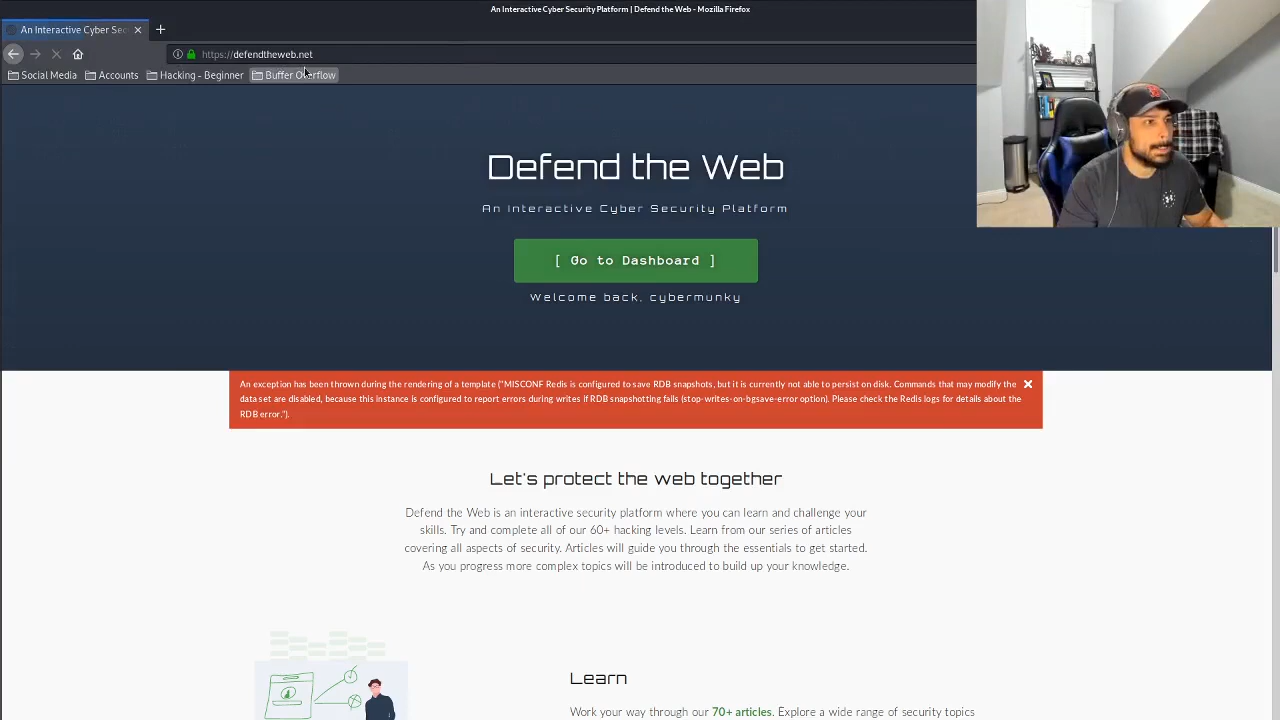 An Interactive Cyber Security Platform | Defend the Web - Mozilla Firefox
An Interactive Cyber Sec
https://defendtheweb.net
Social Media Accounts Hacking - Beginner Buffer Overflow
Defend the Web
An Interactive Cyber Security Platform
[ Go to Dashboard ]
Welcome back, cybermunky
An exception has been thrown during the rendering of a template ("MISCONF Redis is configured to save RDB snapshots, but it is currently not able to persist on disk. Commands that may modify the
data set are disabled, because this instance is configured to report errors during writes if RDB snapshotting fails (stop-writes-on-bgsave-error option). Please check the Redis logs for details about the
RDB error.").
Let's protect the web together
Defend the Web is an interactive security platform where you can learn and challenge your
skills. Try and complete all of our 60+ hacking levels. Learn from our series of articles
covering all aspects of security. Articles will guide you through the essentials to get started.
As you progress more complex topics will be introduced to build up your knowledge.
Learn
Work your way through our 70+ articles. Explore a wide range of security topics